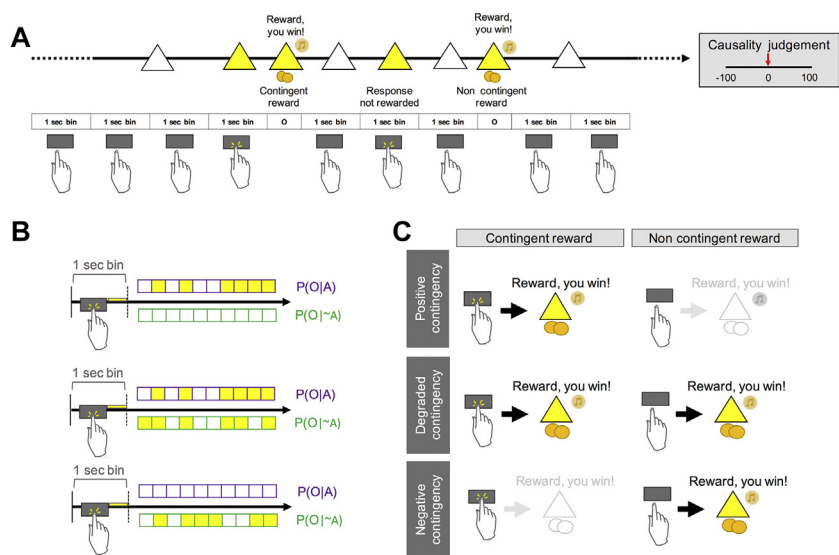 A
Reward,
you win!
Reward,
you win!
Contingent
reward
Response
not rewarded
Non contingent
reward
Causality judgement
-100 0 100
1 sec bin 1 sec bin 1 sec bin 1 sec bin O 1 sec bin 1 sec bin 1 sec bin O 1 sec bin 1 sec bin
B
1 sec bin
P(O|A)
P(O|~A)
1 sec bin
P(O|A)
P(O|~A)
1 sec bin
P(O|A)
P(O|~A)
C
Contingent reward Non contingent reward
Positive
contingency
Reward, you win! Reward, you win!
Degraded
contingency
Reward, you win! Reward, you win!
Negative
contingency
Reward, you win! Reward, you win!